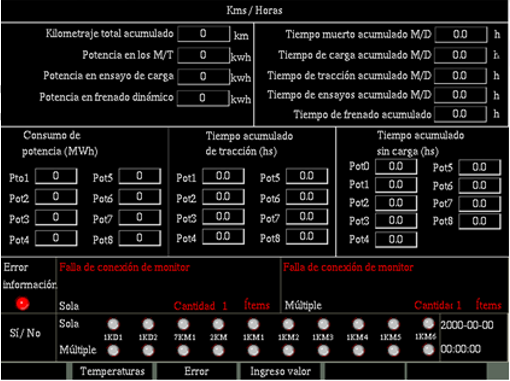 Kms / Horas
Kilometraje total acumulado 0 km
Potencia en los M/T 0 kwh
Potencia en ensayo de carga 0 kwh
Potencia en frenado dinámico 0 kwh
Tiempo muerto acumulado M/D 0.0 h
Tiempo de carga acumulado M/D 0.0 h
Tiempo de tracción acumulado M/D 0.0 h
Tiempo de ensayos acumulado M/D 0.0 h
Tiempo de frenado acumulado 0.0 h
Consumo de
potencia (MWh)
Pto1 0 Pot5 0
Pot2 0 Pot6 0
Pot3 0 Pot7 0
Pot4 0 Pot8 0
Tiempo acumulado
de tracción (hs)
Pot1 0.0 Pot5 0.0
Pot2 0.0 Pot6 0.0
Pot3 0.0 Pot7 0.0
Pot4 0.0 Pot8 0.0
Tiempo acumulado
sin carga (hs)
Pot0 0.0 Pot5 0.0
Pot1 0.0 Pot6 0.0
Pot2 0.0 Pot7 0.0
Pot3 0.0 Pot8 0.0
Pot4 0.0
Error
información
Falla de conexión de monitor
Sola Cantidad 1 Ítems
Falla de conexión de monitor
Múltiple Cantidad 1 Ítems
Sí / No
Sola
1KD1 1KD2 7KM1 2KM 1KM1 1KM2 1KM3 1KM4 1KM5 1KM6
Múltiple
2000-00-00
00:00:00
Temperaturas Error Ingreso valor